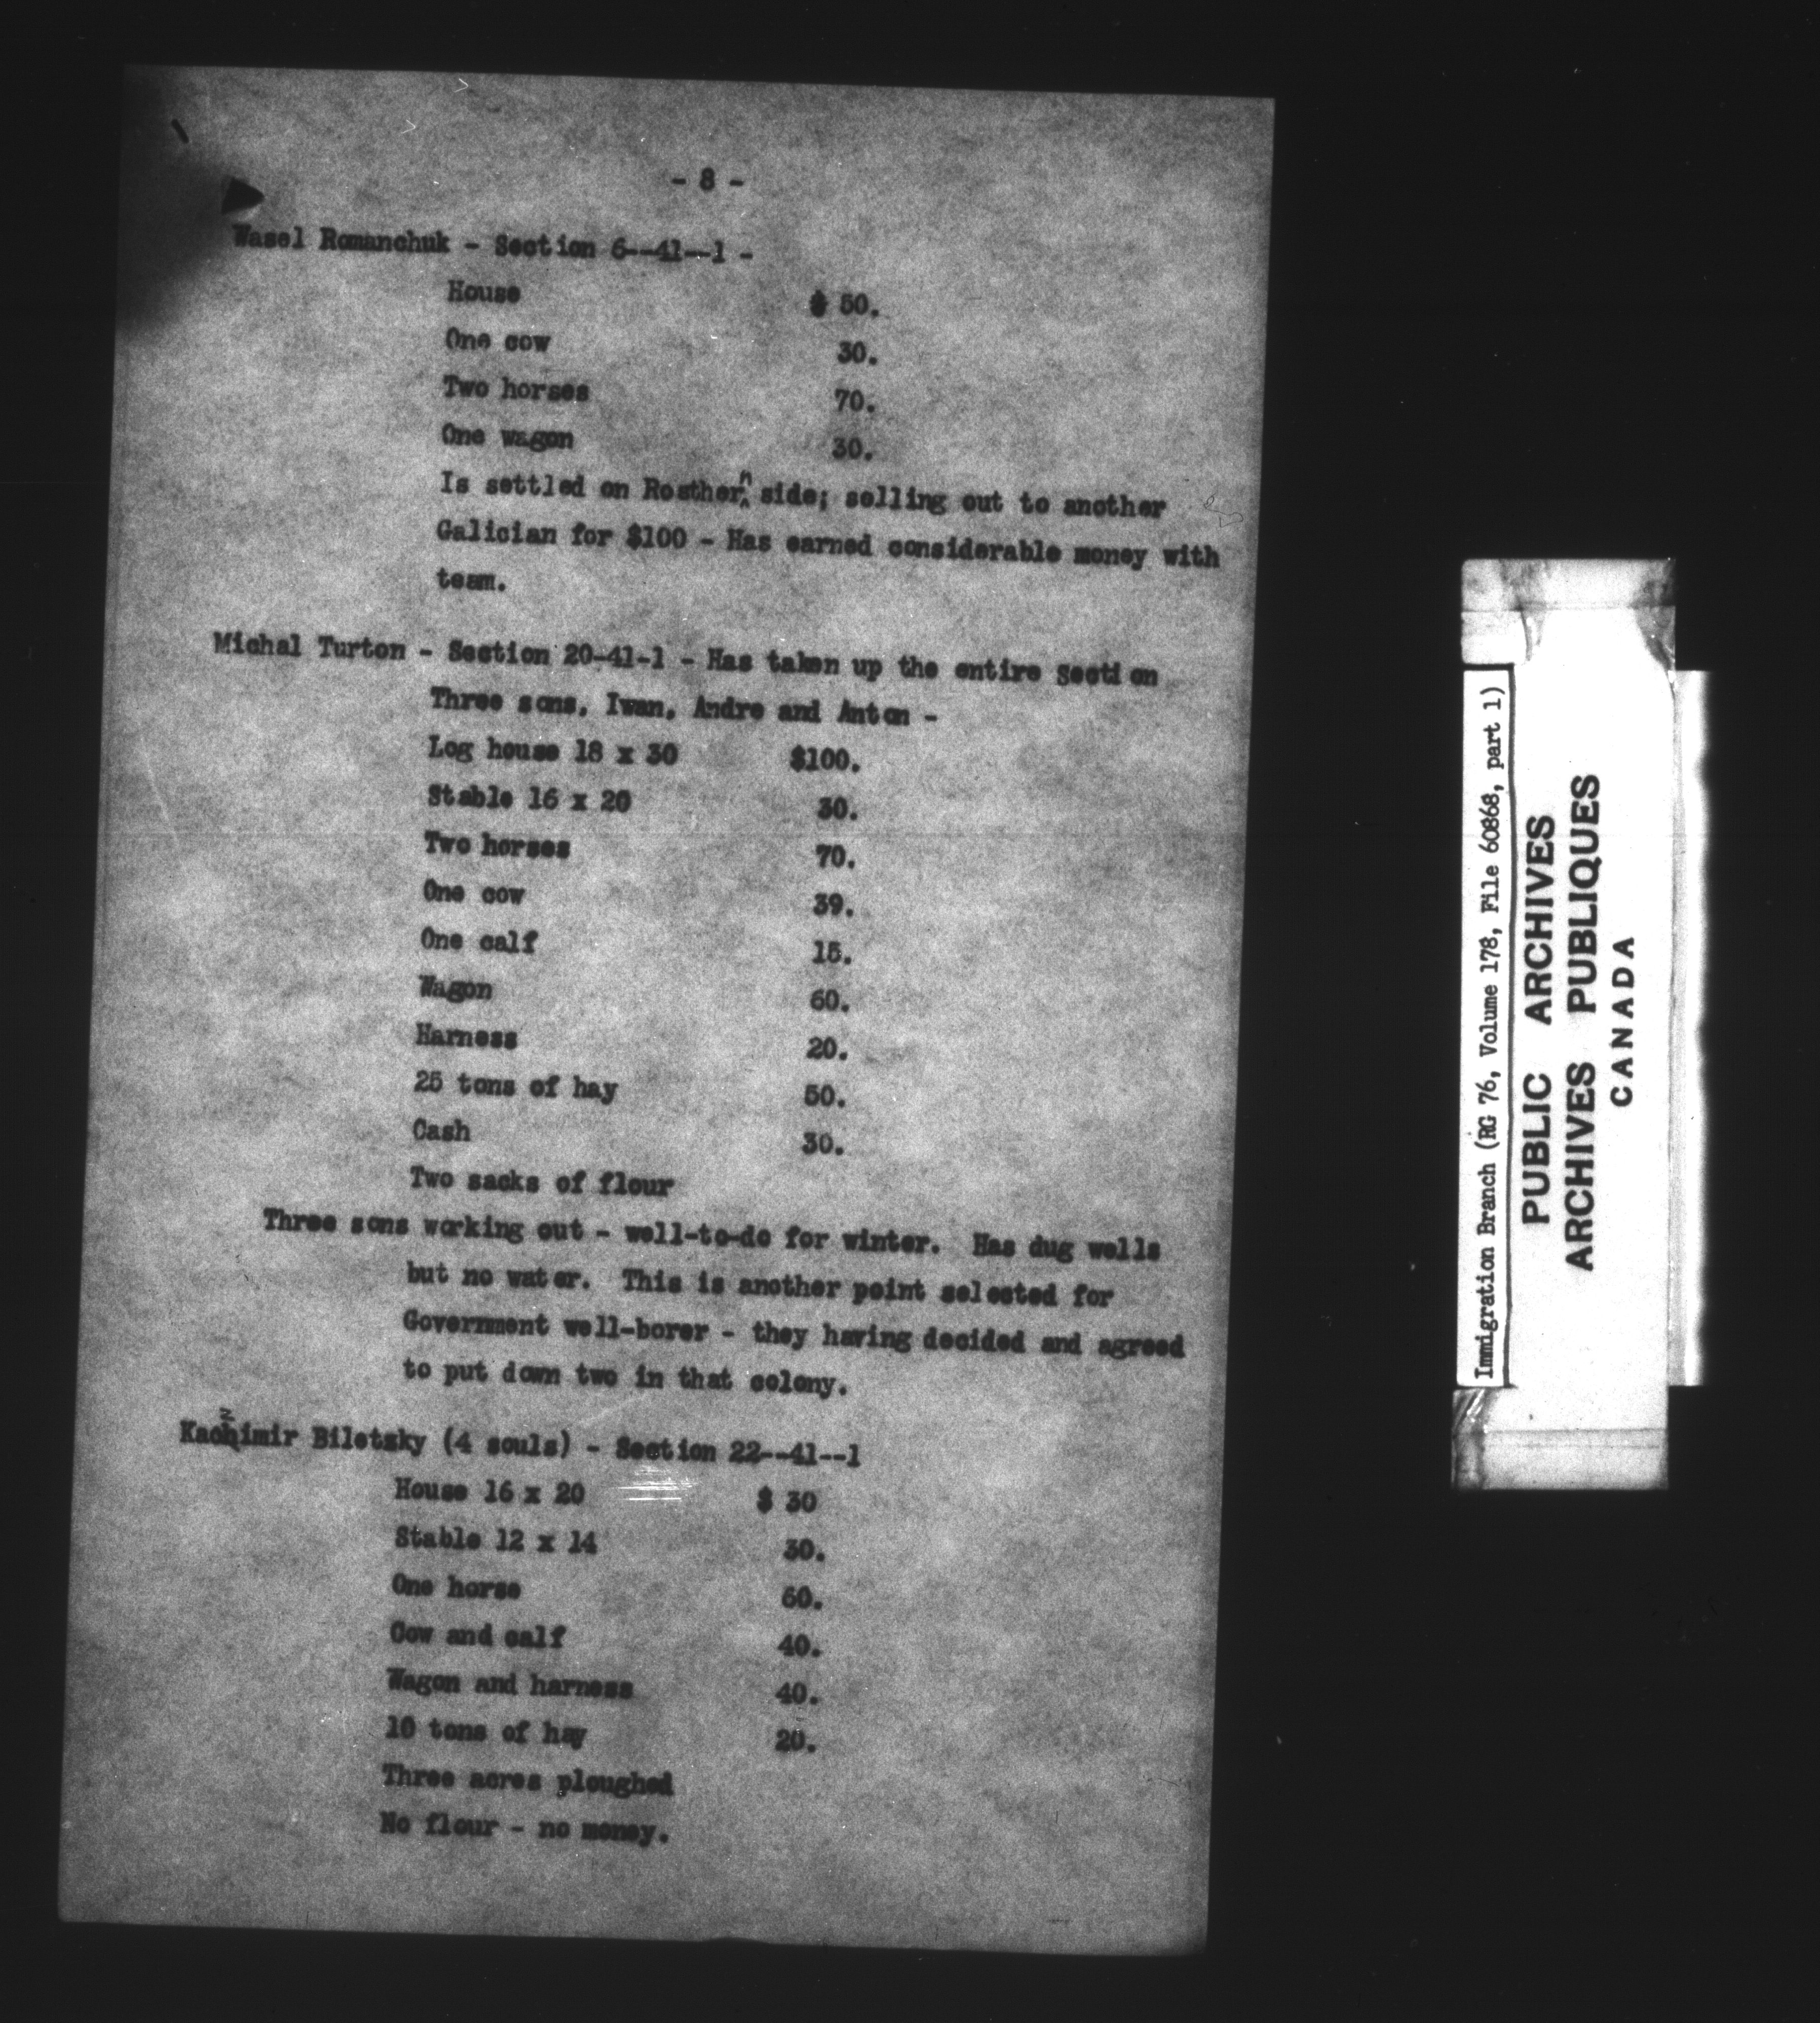 - 8 -
Wasel Romanchuk - Section 6--41--1 -
House $ 50.
One cow 30.
Two horses 70.
One wagon 30.
Is settled on Rosthern side; selling out to another
Galician for $100 - Has earned considerable money with
team.
Michal Turton - Section 20-41-1 - Has taken up the entire section
Three sons, Iwan, Andre and Anton -
Log house 18 x 30 $100.
Stable 16 x 20 30.
Two horses 70.
One cow 39.
One calf 15.
Wagon 60.
Harness 20.
25 tons of hay 50.
Cash 30.
Two sacks of flour
Three sons working out - well-to-do for winter. Has dug wells
but no water. This is another point selected for
Government well-borer - they having decided and agreed
to put down two in that colony.
Kazimir Biletzky (4 souls) - Section 22--41--1
House 16 x 20 $ 30
Stable 12 x 14 30.
One horse 60.
Cow and calf 40.
Wagon and harness 40.
10 tons of hay 20.
Three acres ploughed
No flour - no money.
Immigration Branch (RG 76, Volume 178, File 60868, part 1)
PUBLIC ARCHIVES
ARCHIVES PUBLIQUES
CANADA